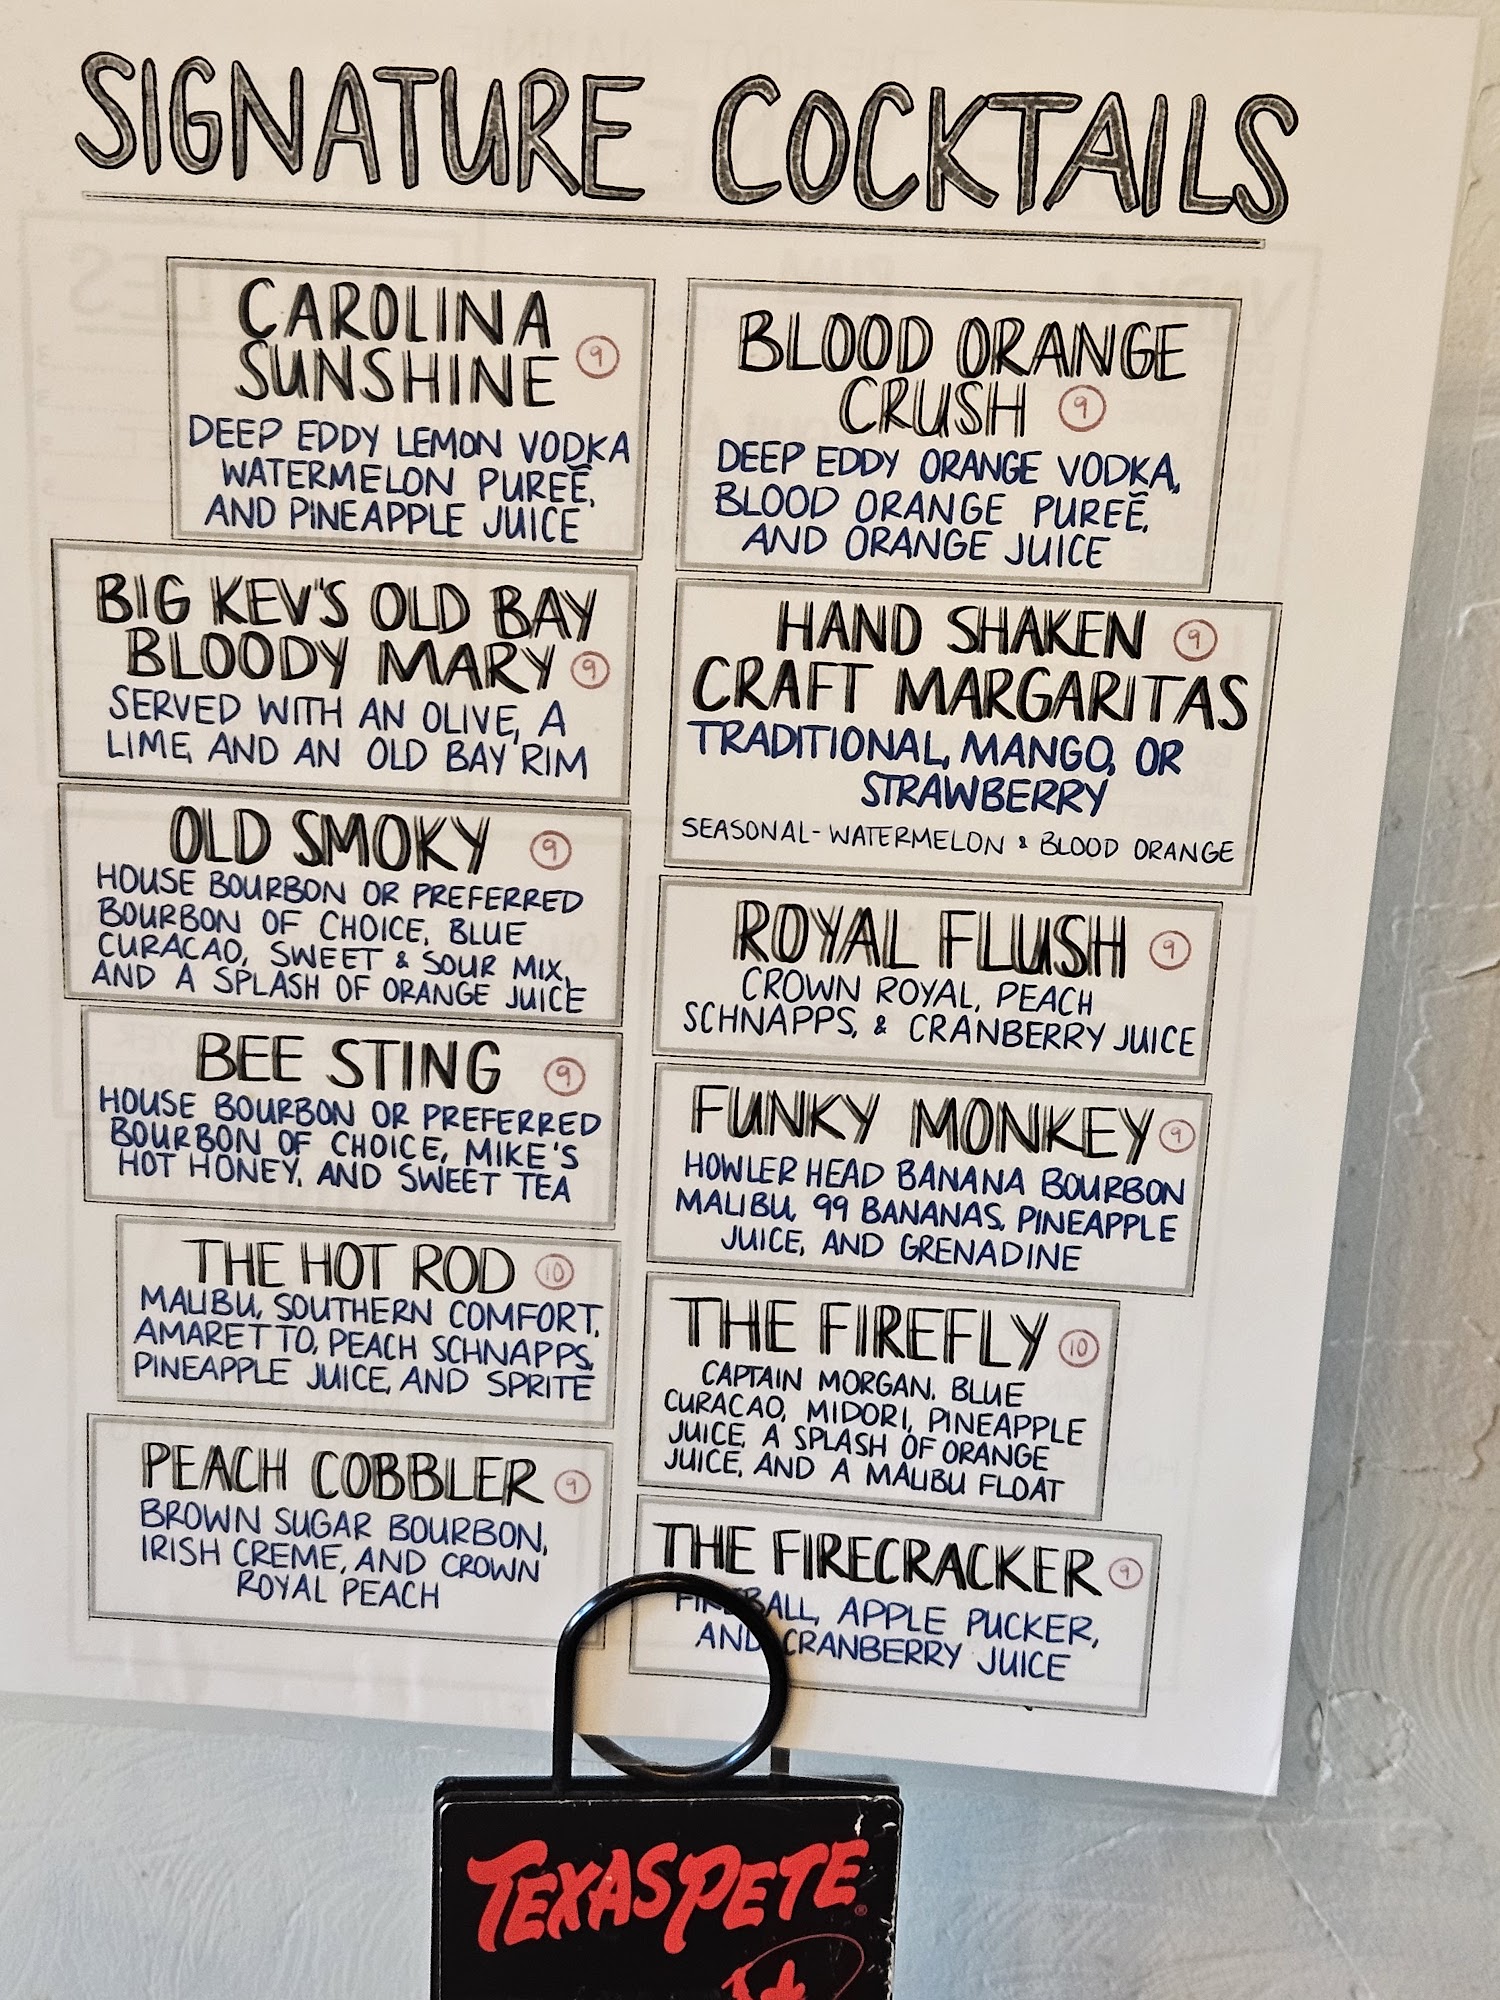 SIGNATURE COCKTAILS
CAROLINA
SUNSHINE 9
DEEP EDDY LEMON VODKA
WATERMELON PUREÉ,
AND PINEAPPLE JUICE
BIG KEV'S OLD BAY
BLOODY MARY 9
SERVED WITH AN OLIVE, A
LIME, AND AN OLD BAY RIM
OLD SMOKY 9
HOUSE BOURBON OR PREFERRED
BOURBON OF CHOICE, BLUE
CURACAO, SWEET & SOUR MIX,
AND A SPLASH OF ORANGE JUICE
BEE STING 9
HOUSE BOURBON OR PREFERRED
BOURBON OF CHOICE, MIKE'S
HOT HONEY, AND SWEET TEA
THE HOT ROD 10
MALIBU, SOUTHERN COMFORT,
AMARETTO, PEACH SCHNAPPS,
PINEAPPLE JUICE, AND SPRITE
PEACH COBBLER 9
BROWN SUGAR BOURBON,
IRISH CREME, AND CROWN
ROYAL PEACH
BLOOD ORANGE
CRUSH 9
DEEP EDDY ORANGE VODKA,
BLOOD ORANGE PUREÉ,
AND ORANGE JUICE
HAND SHAKEN 9
CRAFT MARGARITAS
TRADITIONAL, MANGO, OR
STRAWBERRY
SEASONAL- WATERMELON & BLOOD ORANGE
ROYAL FLUSH 9
CROWN ROYAL, PEACH
SCHNAPPS, & CRANBERRY JUICE
FUNKY MONKEY 9
HOWLER HEAD BANANA BOURBON
MALIBU, 99 BANANAS, PINEAPPLE
JUICE, AND GRENADINE
THE FIREFLY 10
CAPTAIN MORGAN. BLUE
CURACAO, MIDORI, PINEAPPLE
JUICE, A SPLASH OF ORANGE
JUICE, AND A MALIBU FLOAT
THE FIRECRACKER 9
FIREBALL, APPLE PUCKER,
AND CRANBERRY JUICE
TEXAS PETE®